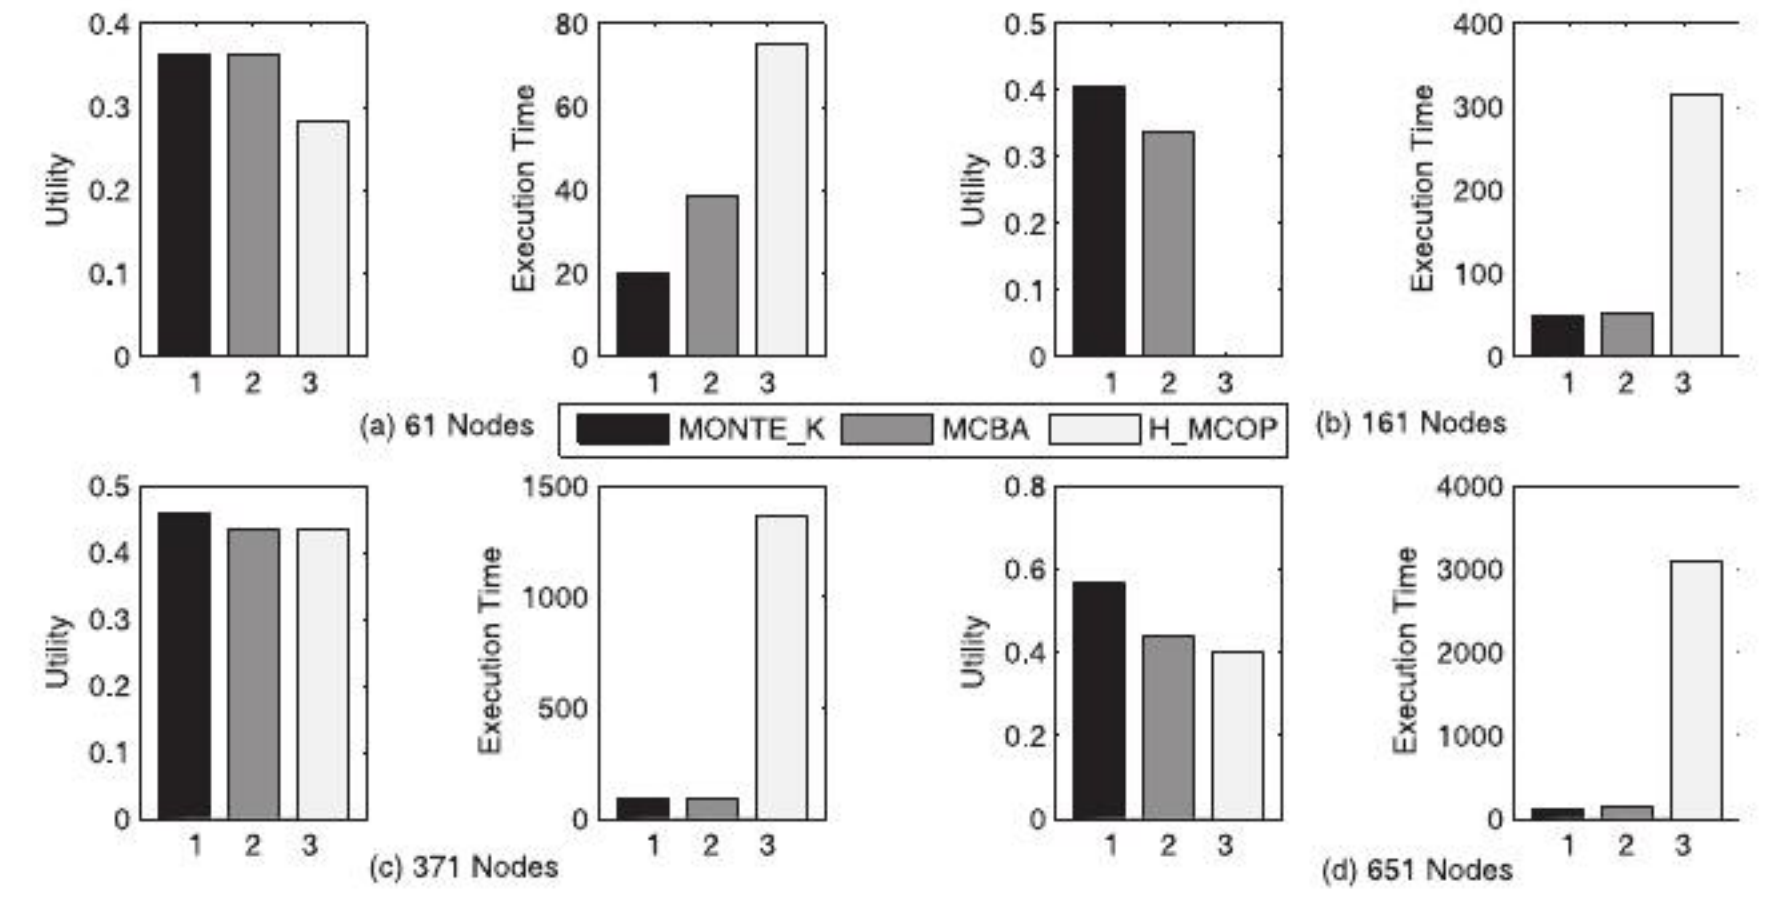 0.4
0.3
0.2
0.1
0
Utility
1 2 3
80
60
40
20
0
Execution Time
1 2 3
(a) 61 Nodes
0.5
0.4
0.3
0.2
0.1
0
Utility
1 2 3
400
300
200
100
0
Execution Time
1 2 3
(b) 161 Nodes
MONTE_K MCBA H_MCOP
0.5
0.4
0.3
0.2
0.1
0
Utility
1 2 3
1500
1000
500
0
Execution Time
1 2 3
(c) 371 Nodes
0.8
0.6
0.4
0.2
0
Utility
1 2 3
4000
3000
2000
1000
0
Execution Time
1 2 3
(d) 651 Nodes